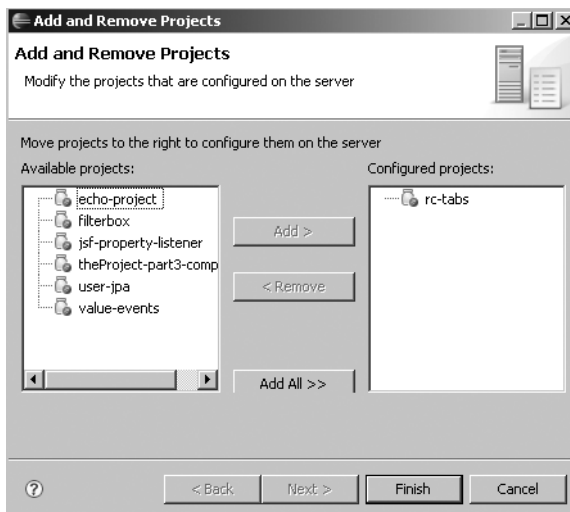 Add and Remove Projects
Add and Remove Projects
Modify the projects that are configured on the server
Move projects to the right to configure them on the server
Available projects:
Configured projects:
echo-project
filterbox
jsf-property-listener
theProject-part3-comp
user-jpa
value-events
Add >
< Remove
Add All >>
rc-tabs
?
< Back
Next >
Finish
Cancel